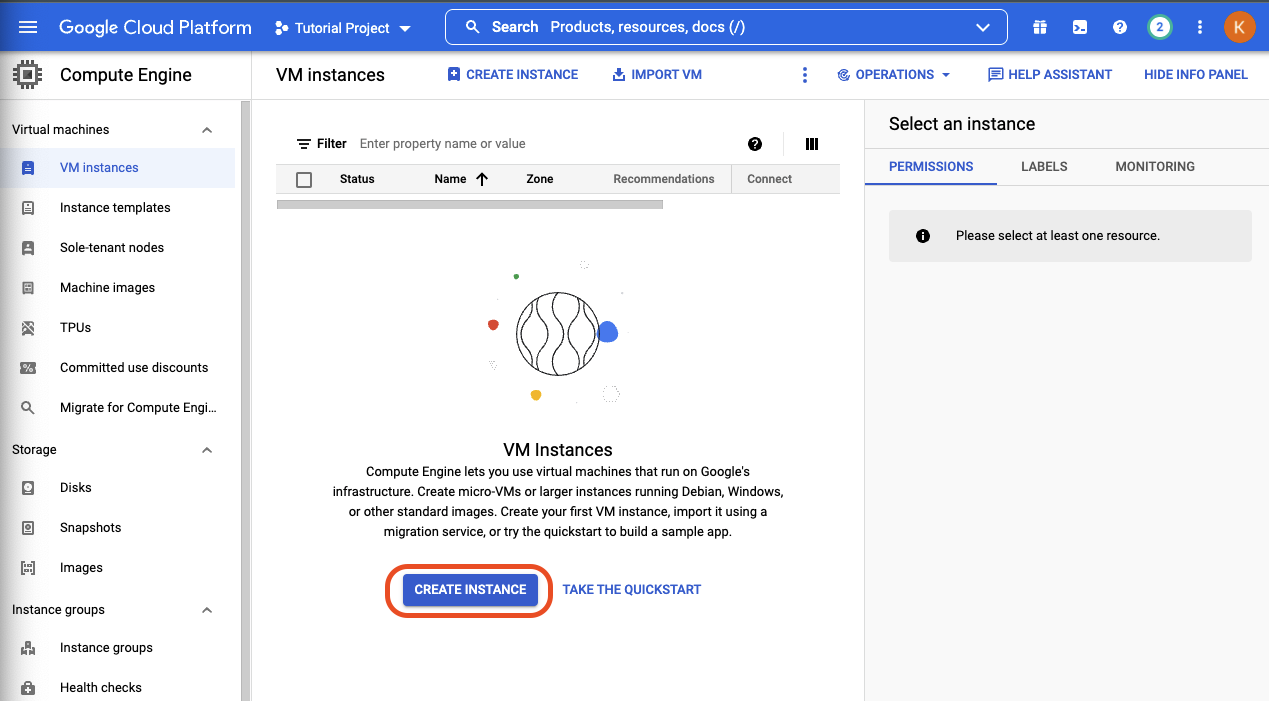 Google Cloud Platform
Tutorial Project
Search Products, resources, docs (/)
2
K
Compute Engine
VM instances
CREATE INSTANCE
IMPORT VM
OPERATIONS
HELP ASSISTANT
HIDE INFO PANEL
Virtual machines
VM instances
Instance templates
Sole-tenant nodes
Machine images
TPUs
Committed use discounts
Migrate for Compute Engi...
Storage
Disks
Snapshots
Images
Instance groups
Instance groups
Health checks
Filter Enter property name or value
Status Name Zone Recommendations Connect
VM Instances
Compute Engine lets you use virtual machines that run on Google's
infrastructure. Create micro-VMs or larger instances running Debian, Windows,
or other standard images. Create your first VM instance, import it using a
migration service, or try the quickstart to build a sample app.
CREATE INSTANCE
TAKE THE QUICKSTART
Select an instance
PERMISSIONS LABELS MONITORING
Please select at least one resource.